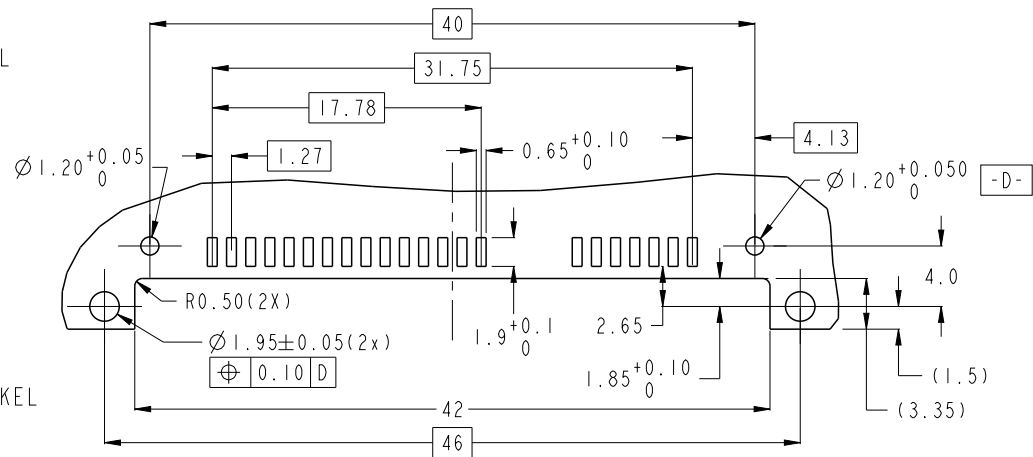 40
L
31.75
17.78
4.13
1.27
0.65 +0.10 0
Ø1.20 +0.05 0
Ø1.20 +0.050 0
-D-
4.0
R0.50(2X)
2.65
1.9 +0.1 0
Ø1.95±0.05(2x)
⌖ 0.10 D
1.85 +0.10 0
(1.5)
KEL
42
(3.35)
46